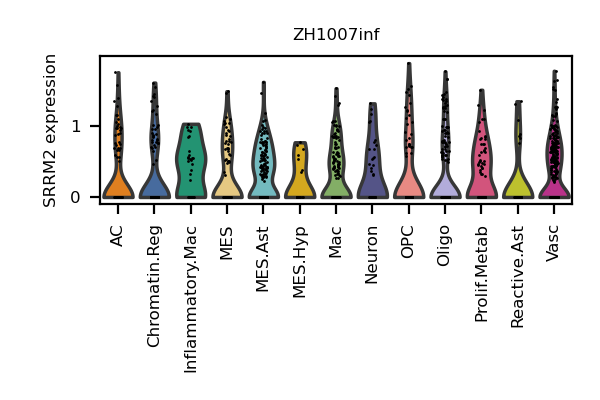 ZH1007inf
SRRM2 expression
1
0
AC
Chromatin.Reg
Inflammatory.Mac
MES
MES.Ast
MES.Hyp
Mac
Neuron
OPC
Oligo
Prolif.Metab
Reactive.Ast
Vasc